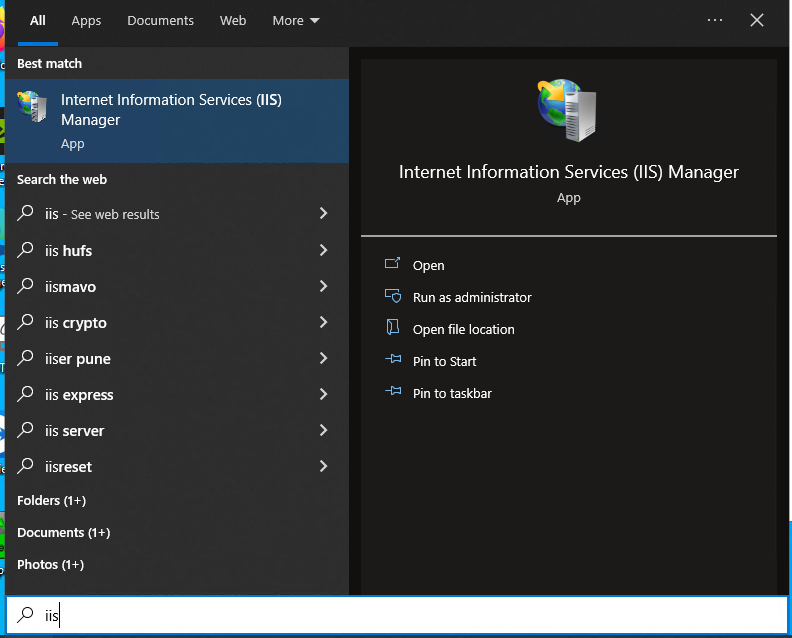 All Apps Documents Web More
Best match
Internet Information Services (IIS)
Manager
App
Search the web
iis - See web results
iis hufs
iismavo
iis crypto
iiser pune
iis express
iis server
iisreset
Folders (1+)
Documents (1+)
Photos (1+)
iis
Internet Information Services (IIS) Manager
App
Open
Run as administrator
Open file location
Pin to Start
Pin to taskbar